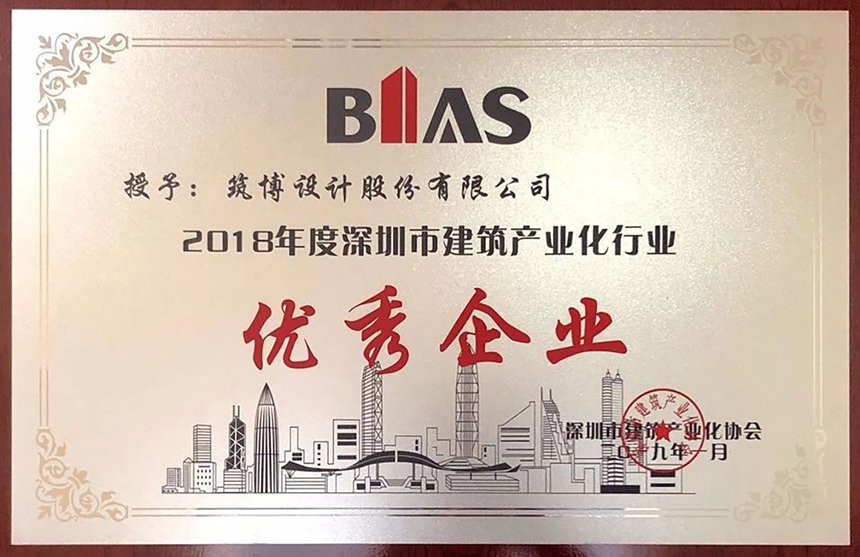 BIAS
授予：筑博设计股份有限公司
2018年度深圳市建筑产业化行业
优秀企业
深圳市建筑产业化协会
二〇一九年一月